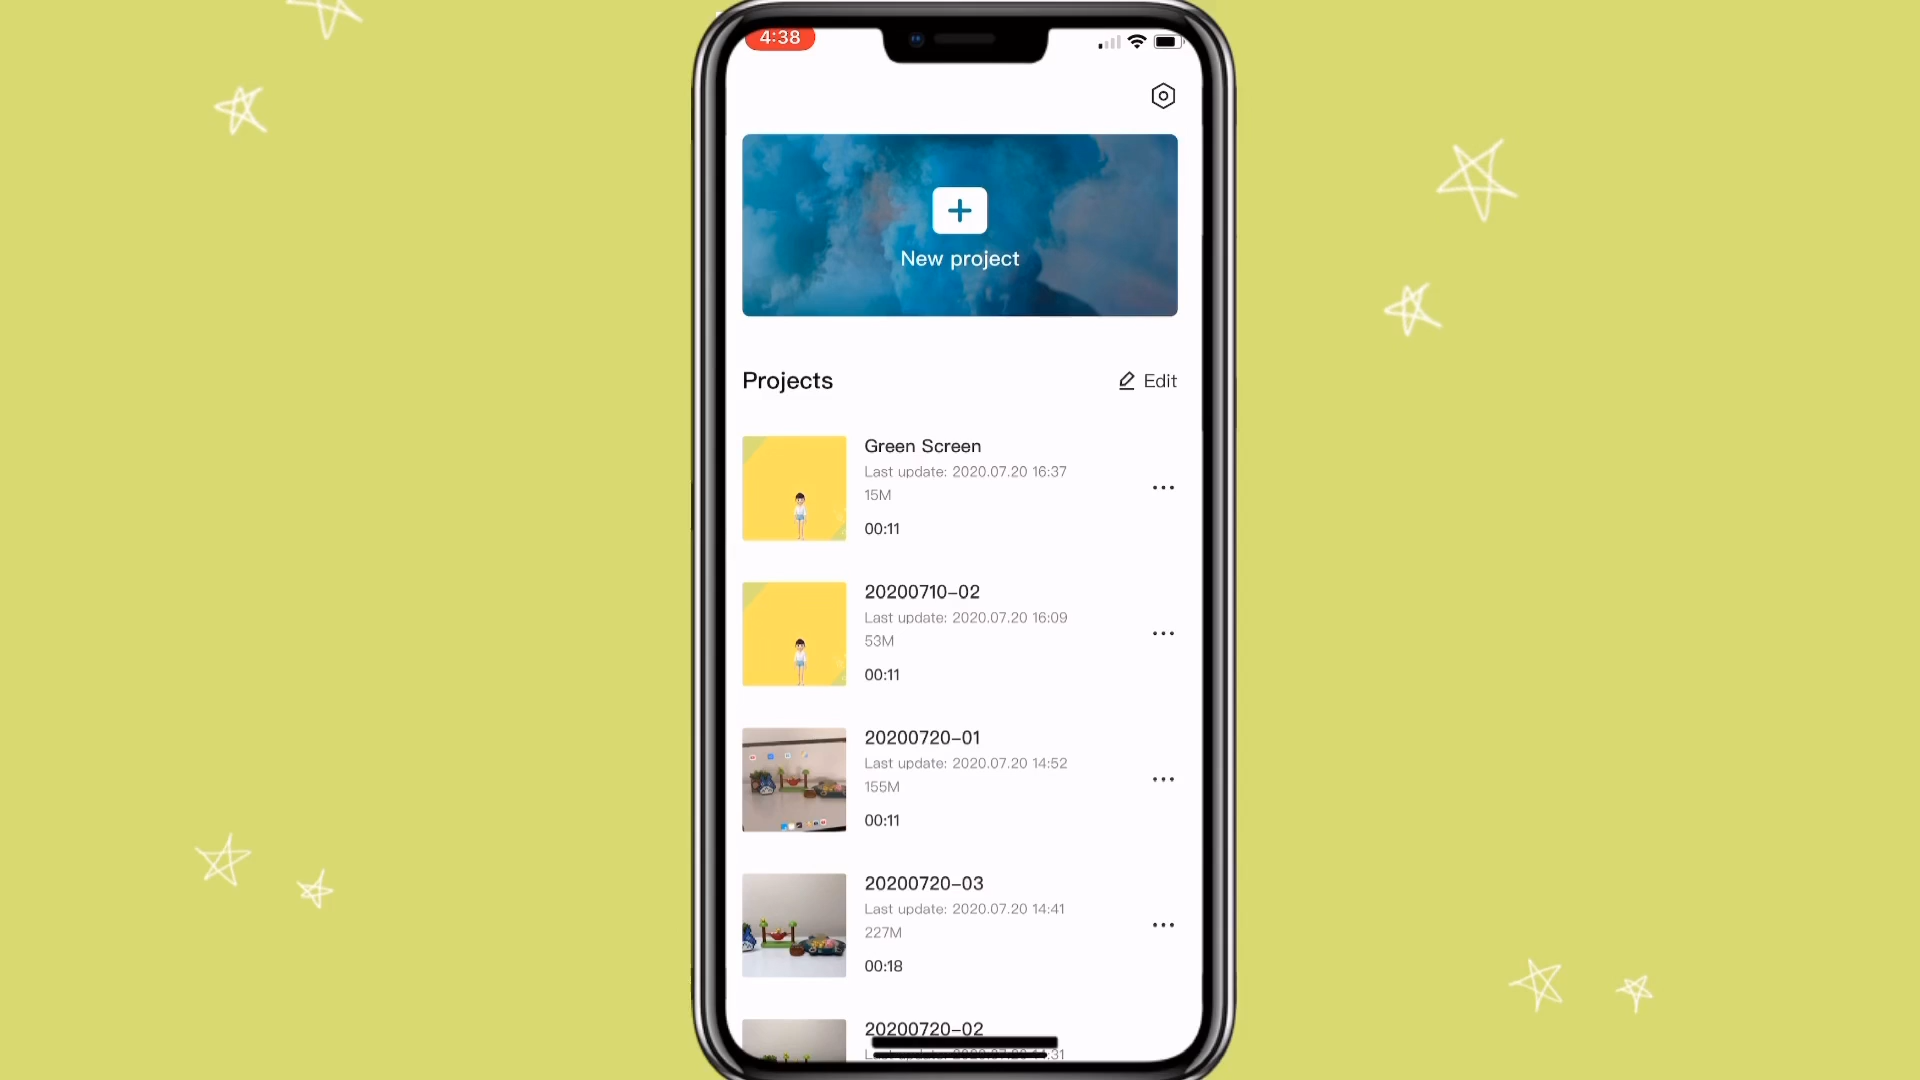 4:38
New project
Projects
Edit
Green Screen
Last update: 2020.07.20 16:37
15M
00:11
20200710-02
Last update: 2020.07.20 16:09
53M
00:11
20200720-01
Last update: 2020.07.20 14:52
155M
00:11
20200720-03
Last update: 2020.07.20 14:41
227M
00:18
20200720-02